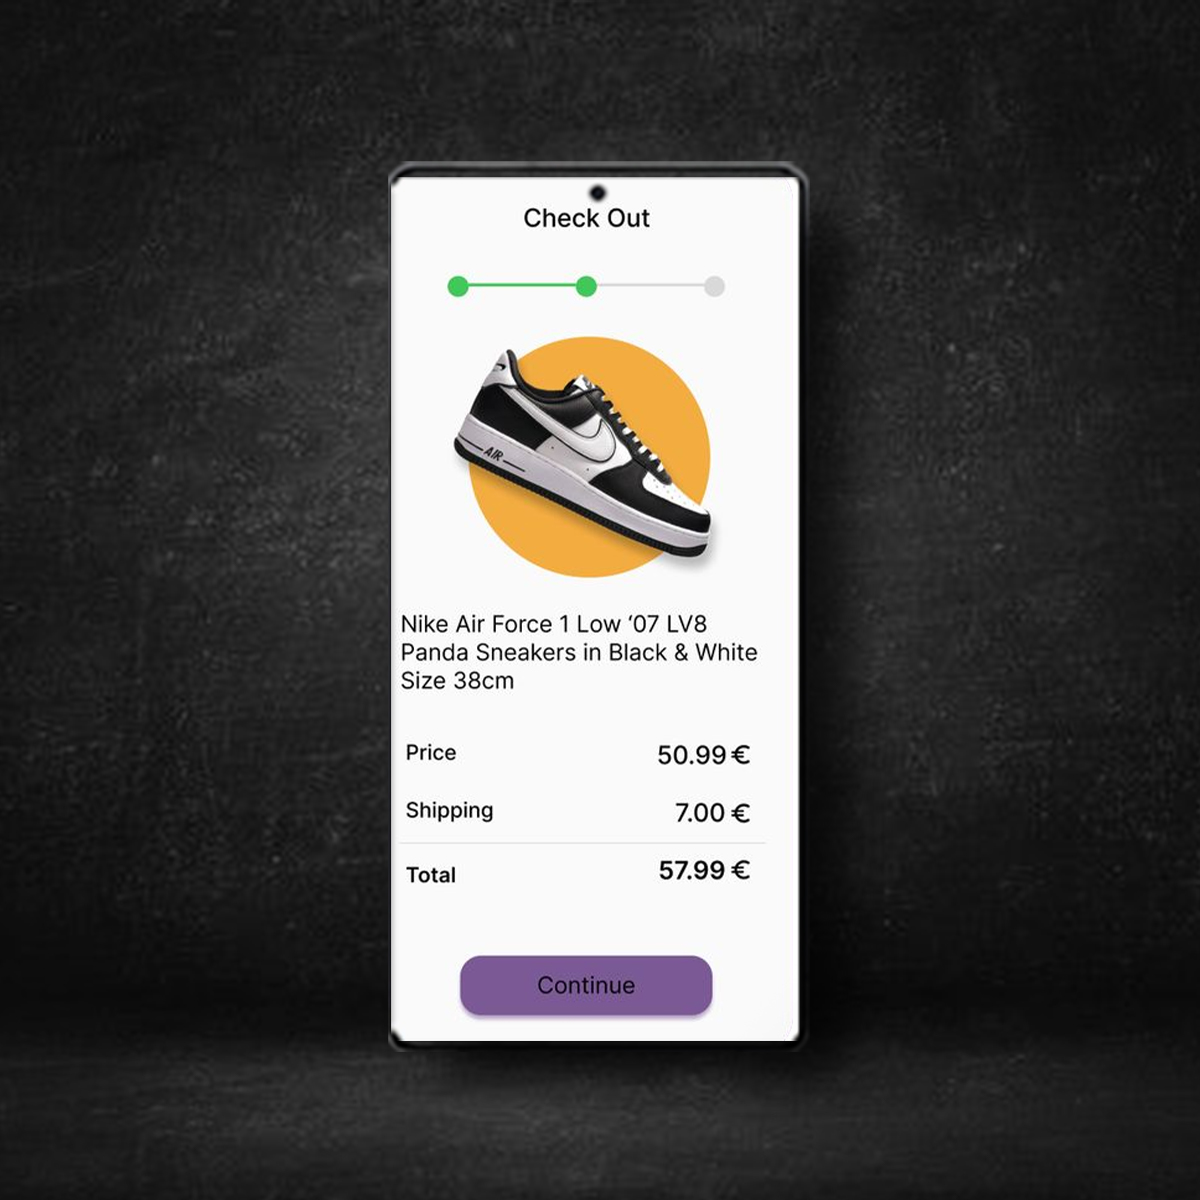 Check Out
AIR
Nike Air Force 1 Low ‘07 LV8
Panda Sneakers in Black & White
Size 38cm
Price 50.99 €
Shipping 7.00 €
Total 57.99 €
Continue